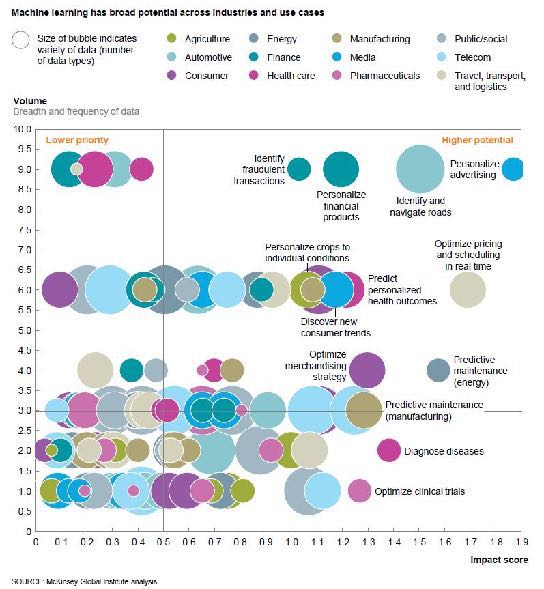 Machine learning has broad potential across industries and use cases
Size of bubble indicates
variety of data (number
of data types)
Agriculture
Energy
Manufacturing
Public/social
Automotive
Finance
Media
Telecom
Consumer
Health care
Pharmaceuticals
Travel, transport,
and logistics
Volume
Breadth and frequency of data
10.0
Lower priority
Higher potential
9.5
9.0
8.5
8.0
7.5
7.0
6.5
6.0
5.5
5.0
4.5
4.0
3.5
3.0
2.5
2.0
1.5
1.0
0.5
0
Identify
fraudulent
transactions
Personalize
financial
products
Identify and
navigate roads
Personalize
advertising
Personalize crops to
individual conditions
Optimize pricing
and scheduling
in real time
Predict
personalized
health outcomes
Discover new
consumer trends
Optimize
merchandising
strategy
Predictive
maintenance
(energy)
Predictive maintenance
(manufacturing)
Diagnose diseases
Optimize clinical trials
0 0.1 0.2 0.3 0.4 0.5 0.6 0.7 0.8 0.9 1.0 1.1 1.2 1.3 1.4 1.5 1.6 1.7 1.8 1.9
Impact score
SOURCE: McKinsey Global Institute analysis